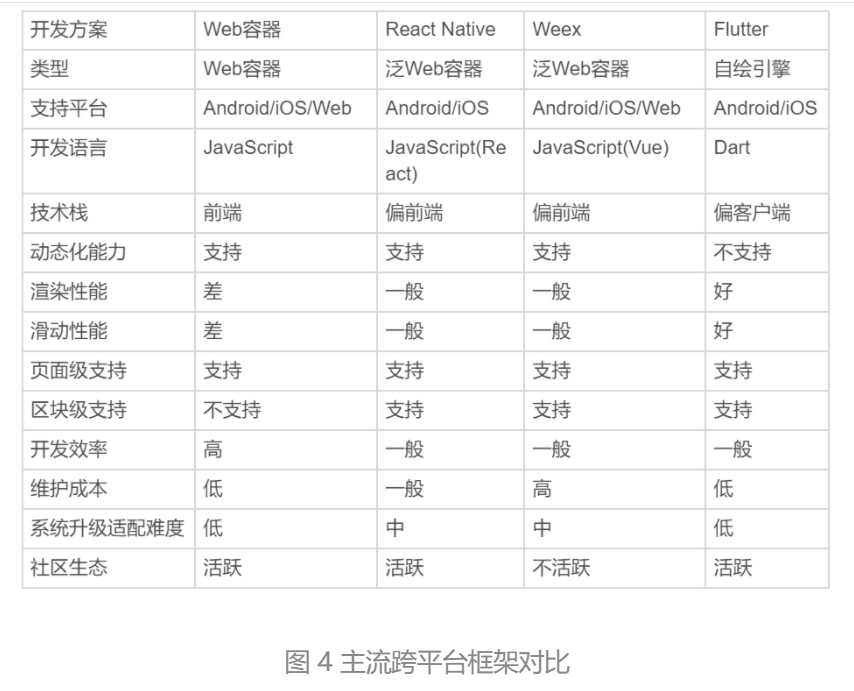 开发方案 Web容器 React Native Weex Flutter
类型 Web容器 泛Web容器 泛Web容器 自绘引擎
支持平台 Android/iOS/Web Android/iOS Android/iOS/Web Android/iOS
开发语言 JavaScript JavaScript(Re JavaScript(Vue) Dart
act)
技术栈 前端 偏前端 偏前端 偏客户端
动态化能力 支持 支持 支持 不支持
渲染性能 差 一般 一般 好
滑动性能 差 一般 一般 好
页面级支持 支持 支持 支持 支持
区块级支持 不支持 支持 支持 支持
开发效率 高 一般 一般 一般
维护成本 低 一般 高 低
系统升级适配难度 低 中 中 低
社区生态 活跃 活跃 不活跃 活跃
图 4 主流跨平台框架对比